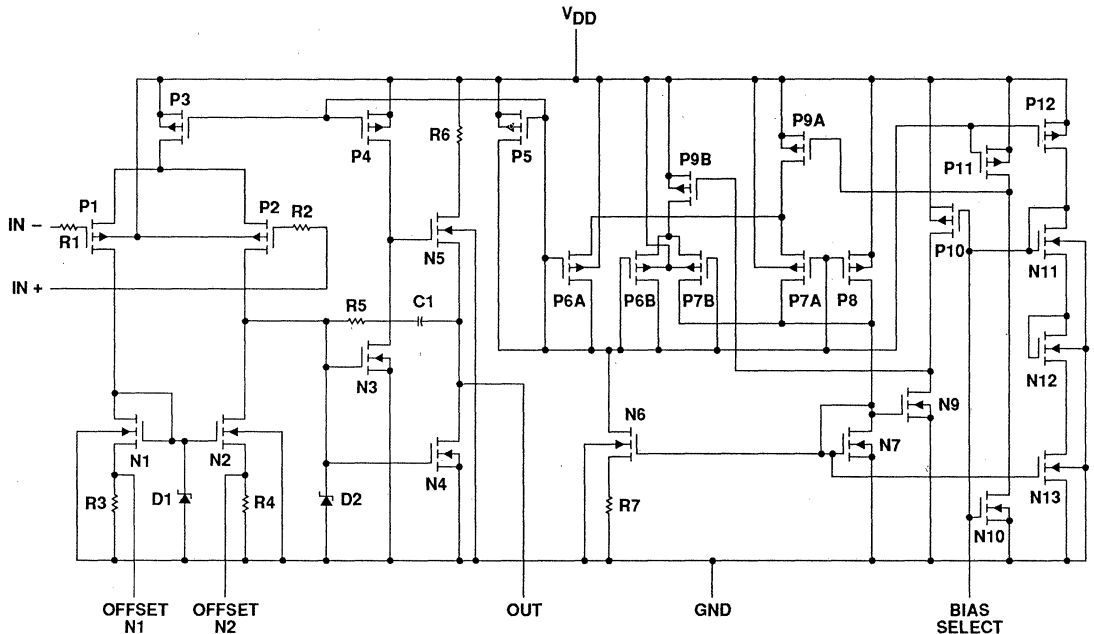 VDD
P3
P4
R6
P5
P9B
P9A
P12
P11
P1
P2
R2
IN −
R1
N5
P10
N11
IN +
P6A
P6B
P7B
P7A
P8
R5
C1
N3
N12
N1
N2
N4
N6
N9
N7
R3
D1
R4
D2
R7
N13
N10
OFFSET
N1
OFFSET
N2
OUT
GND
BIAS
SELECT